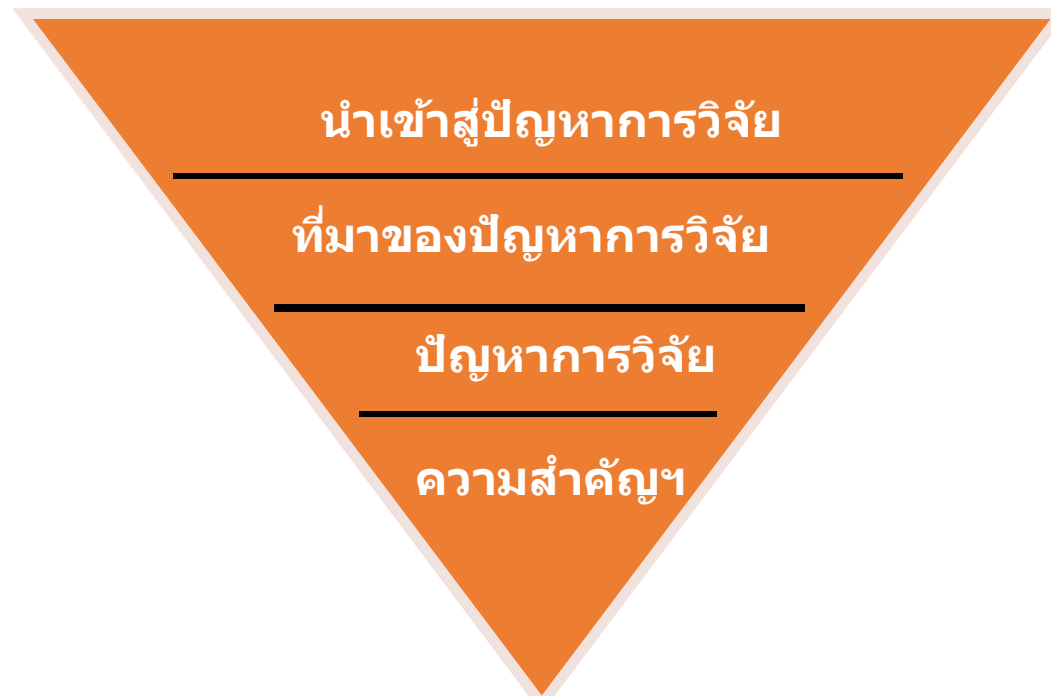 นำเข้าสู่ปัญหาการวิจัย
ที่มาของปัญหาการวิจัย
ปัญหาการวิจัย
ความสำคัญฯ